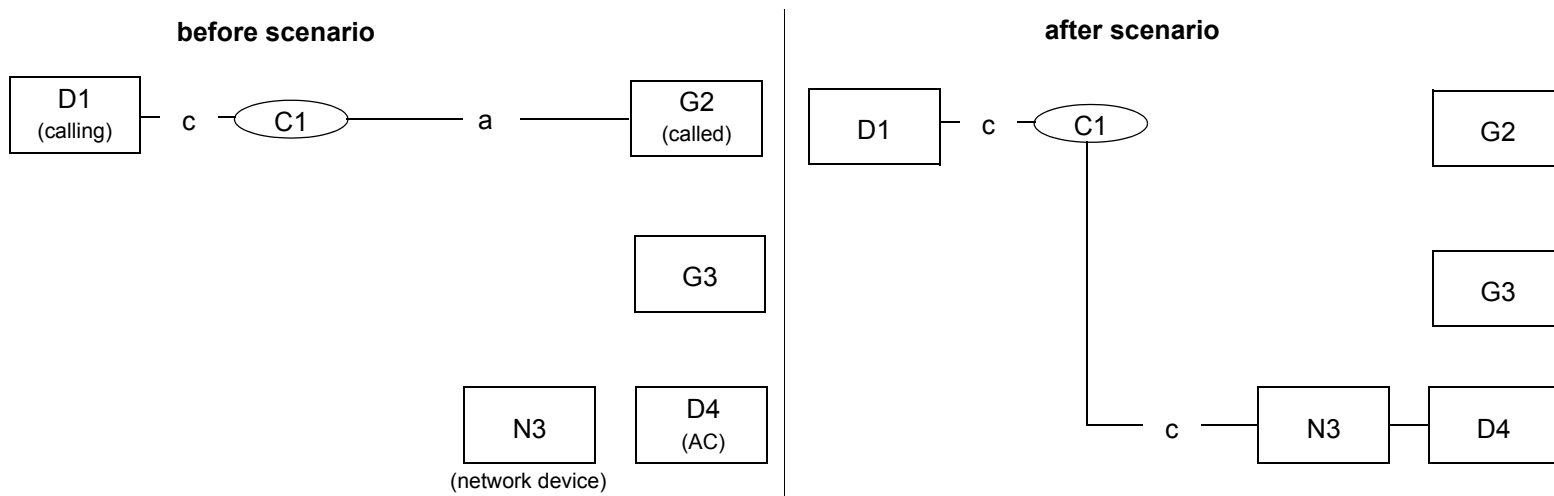 before scenario
D1
(calling)
c
C1
a
G2
(called)
G3
N3
(network device)
D4
(AC)
after scenario
D1
c
C1
G2
G3
c
N3
D4